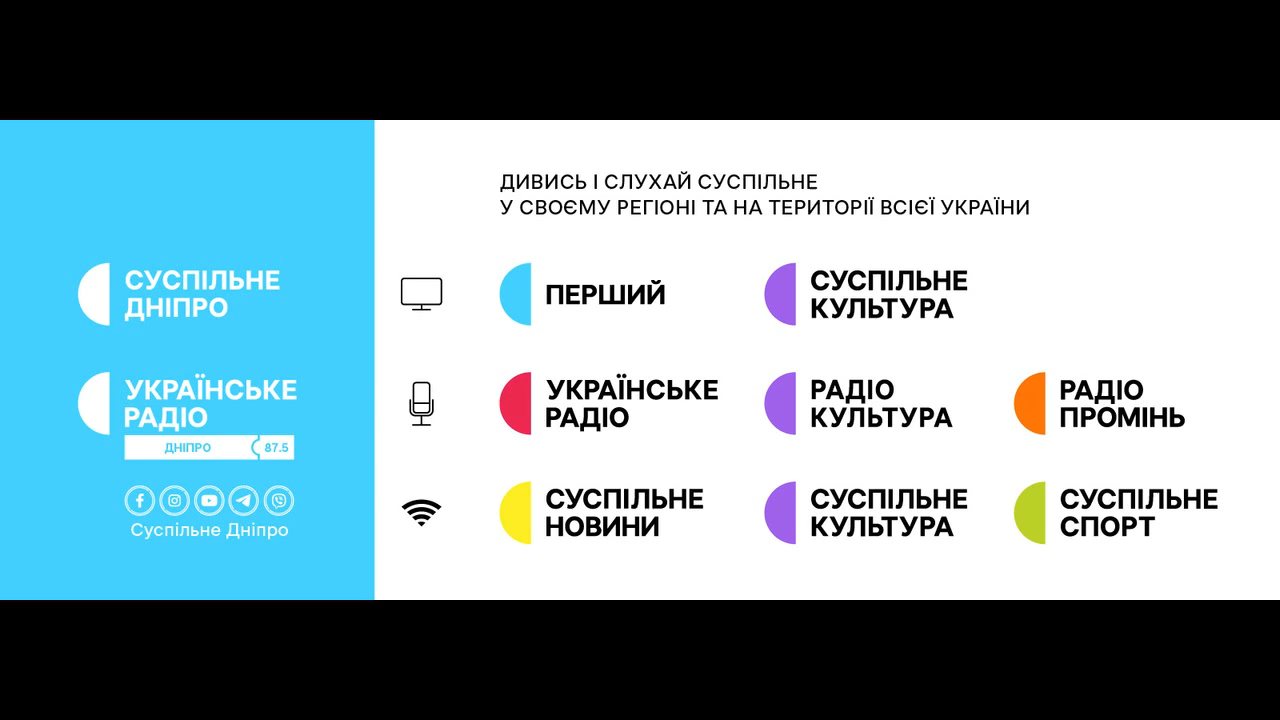 СУСПІЛЬНЕ
ДНІПРО
УКРАЇНСЬКЕ
РАДІО
ДНІПРО 87.5
Суспільне Дніпро
ДИВИСЬ І СЛУХАЙ СУСПІЛЬНЕ
У СВОЄМУ РЕГІОНІ ТА НА ТЕРИТОРІЇ ВСІЄЇ УКРАЇНИ
ПЕРШИЙ
СУСПІЛЬНЕ
КУЛЬТУРА
УКРАЇНСЬКЕ
РАДІО
РАДІО
КУЛЬТУРА
РАДІО
ПРОМІНЬ
СУСПІЛЬНЕ
НОВИНИ
СУСПІЛЬНЕ
КУЛЬТУРА
СУСПІЛЬНЕ
СПОРТ